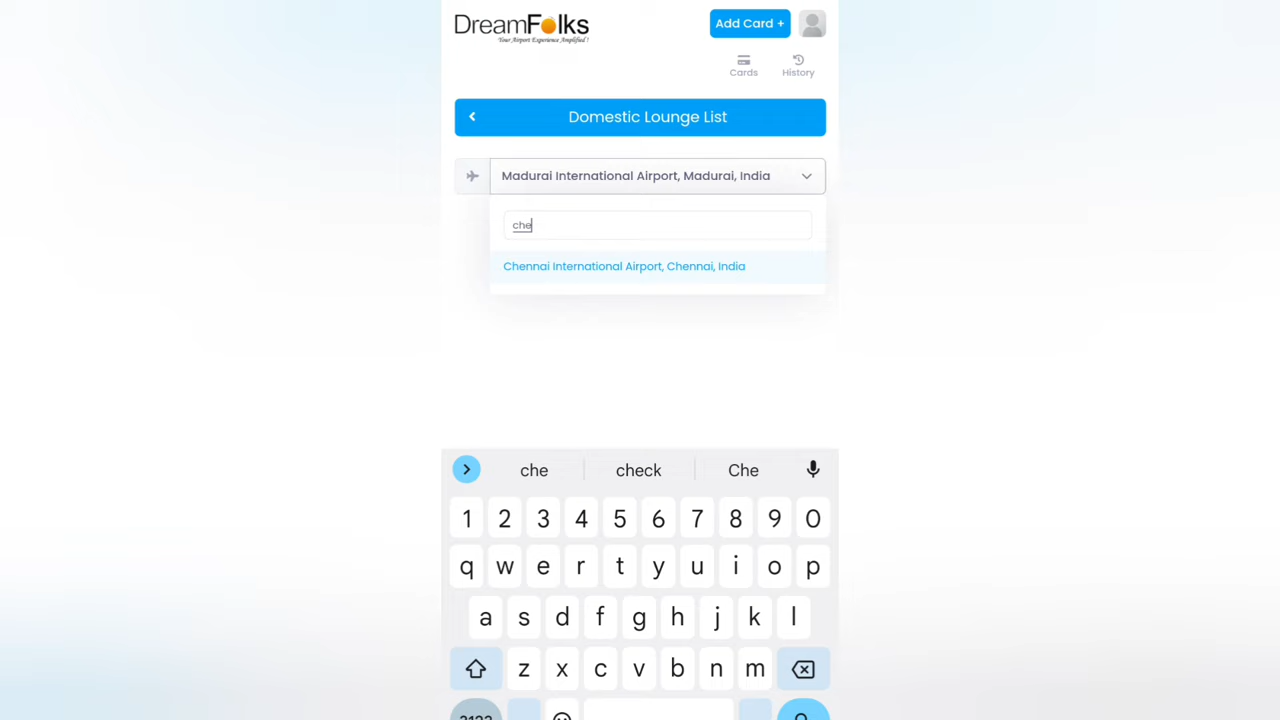 DreamFolks
Your Airport Experience Amplified !
Add Card +
Cards
History
Domestic Lounge List
Madurai International Airport, Madurai, India
che
Chennai International Airport, Chennai, India
che check Che
1 2 3 4 5 6 7 8 9 0
q w e r t y u i o p
a s d f g h j k l
z x c v b n m